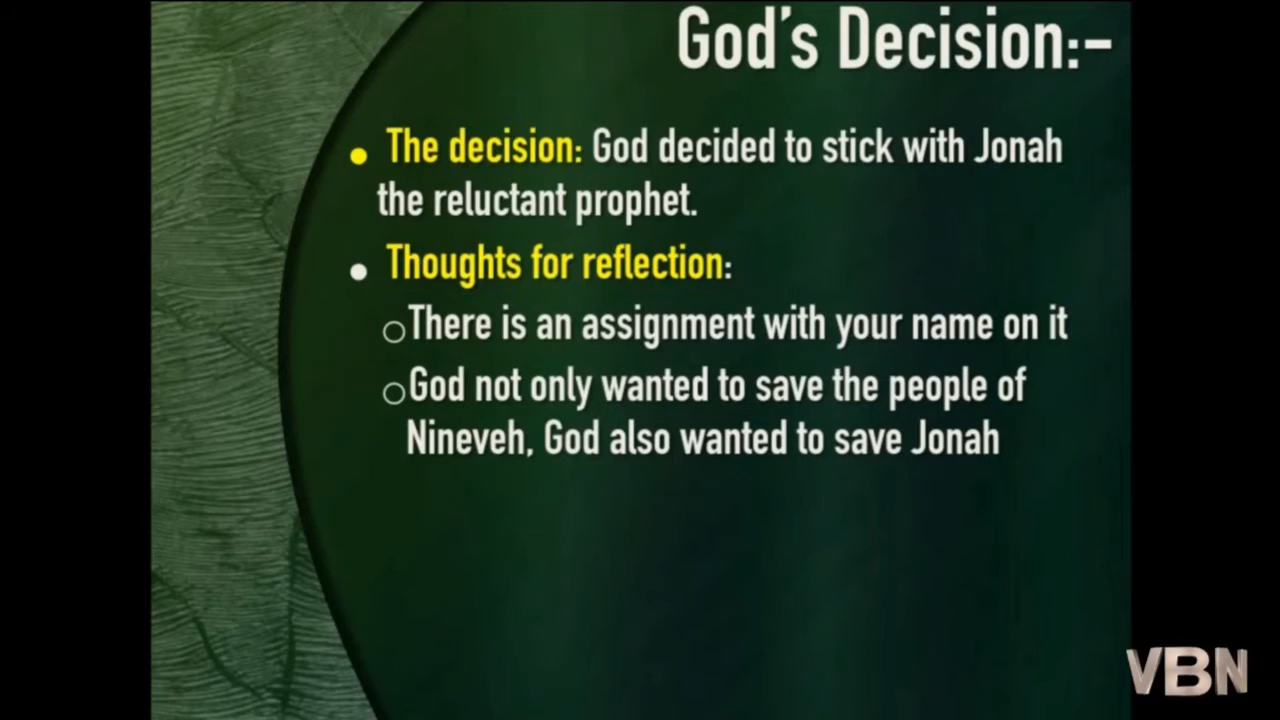 God's Decision:–
• The decision: God decided to stick with Jonah
the reluctant prophet.
• Thoughts for reflection:
○There is an assignment with your name on it
○God not only wanted to save the people of
Nineveh, God also wanted to save Jonah
VBN